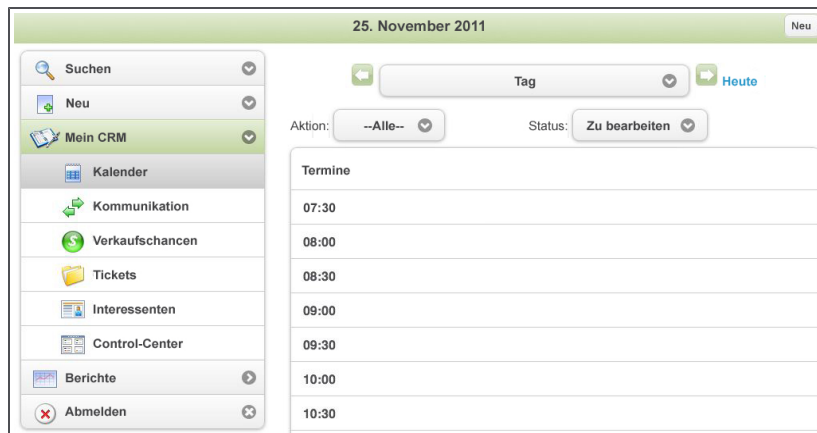 25. November 2011
Neu
Suchen
Neu
Mein CRM
Kalender
Kommunikation
Verkaufschancen
Tickets
Interessenten
Control-Center
Berichte
Abmelden
Tag
Heute
Aktion: --Alle-- Status: Zu bearbeiten
Termine
07:30
08:00
08:30
09:00
09:30
10:00
10:30